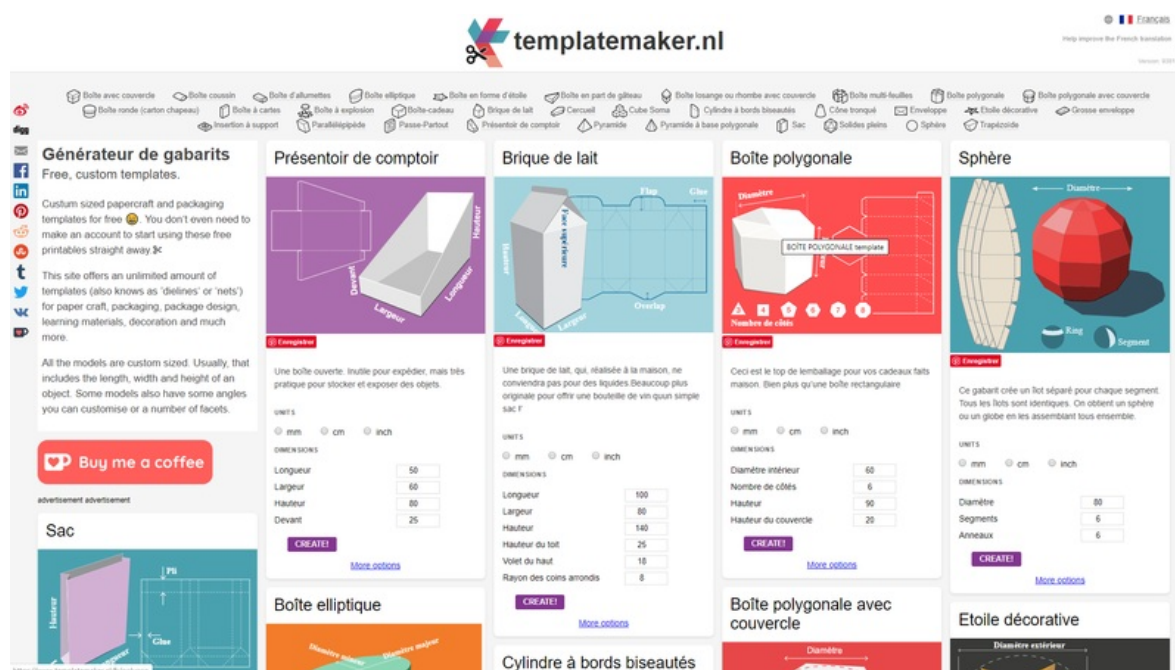 templatemaker.nl
Français
Help improve the French translation
Boîte avec couvercle Boîte coussin Boîte d'allumettes Boîte elliptique Boîte en forme d'étoile Boîte en part de gâteau Boîte losange ou rhombe avec couvercle Boîte multi-feuilles Boîte polygonale Boîte polygonale avec couvercle
Boîte ronde (carton chapeau) Boîte à cartes Boîte à explosion Boîte-cadeau Brique de lait Cercueil Cube Soma Cylindre à bords biseautés Cône tronqué Enveloppe Etoile décorative Grosse enveloppe
Insertion à support Parallélépipède Passe-Partout Présentoir de comptoir Pyramide Pyramide à base polygonale Sac Solides pleins Sphère Trapézoïde
Générateur de gabarits
Free, custom templates.
Custum sized papercraft and packaging
templates for free 😀. You don't even need to
make an account to start using these free
printables straight away.✂
This site offers an unlimited amount of
templates (also knows as 'dielines' or 'nets')
for paper craft, packaging, package design,
learning materials, decoration and much
more.
All the models are custom sized. Usually, that
includes the length, width and height of an
object. Some models also have some angles
you can customise or a number of facets.
Buy me a coffee
advertisement advertisement
Sac
Pli
Hauteur
Glue
Présentoir de comptoir
Hauteur
Devant
Largeur
Longueur
Enregistrer
Une boîte ouverte. Inutile pour expédier, mais très
pratique pour stocker et exposer des objets.
UNITS
mm cm inch
DIMENSIONS
Longueur 50
Largeur 60
Hauteur 80
Devant 25
CREATE!
More options
Boîte elliptique
Diamètre mineur
Diamètre majeur
Brique de lait
Flap
Glue
Face supérieure
Hauteur
Overlap
Largeur
Enregistrer
Une brique de lait, qui, réalisée à la maison, ne
conviendra pas pour des liquides.Beaucoup plus
originale pour offrir une bouteille de vin quun simple
sac !'
UNITS
mm cm inch
DIMENSIONS
Longueur 100
Largeur 80
Hauteur 140
Hauteur du toit 25
Volet du haut 18
Rayon des coins arrondis 8
CREATE!
More options
Cylindre à bords biseautés
Boîte polygonale
Diamètre
BOÎTE POLYGONALE template
3 4 5 6 7 8
Nombre de côtés
Enregistrer
Ceci est le top de lemballage pour vos cadeaux faits
maison. Bien plus qu'une boîte rectangulaire
UNITS
mm cm inch
DIMENSIONS
Diamètre intérieur 60
Nombre de côtés 6
Hauteur 90
Hauteur du couvercle 20
CREATE!
More options
Boîte polygonale avec
couvercle
Diamètre
Sphère
Diamètre
Ring
Segment
Enregistrer
Ce gabarit crée un îlot séparé pour chaque segment.
Tous les îlots sont identiques. On obtient un sphère
ou un globe en les assemblant tous ensemble.
UNITS
mm cm inch
DIMENSIONS
Diamètre 80
Segments 6
Anneaux 6
CREATE!
More options
Etoile décorative
Diamètre extérieur